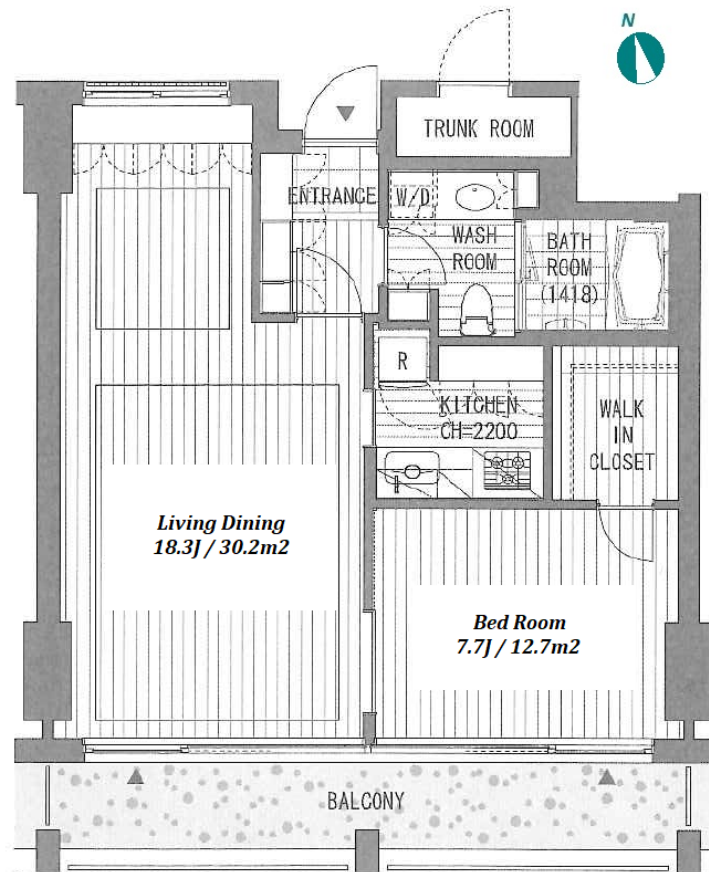 N
TRUNK ROOM
ENTRANCE
W/D
WASH
ROOM
BATH
ROOM
(1418)
R
KITCHEN
CH=2200
WALK
IN
CLOSET
Living Dining
18.3J / 30.2m2
Bed Room
7.7J / 12.7m2
BALCONY